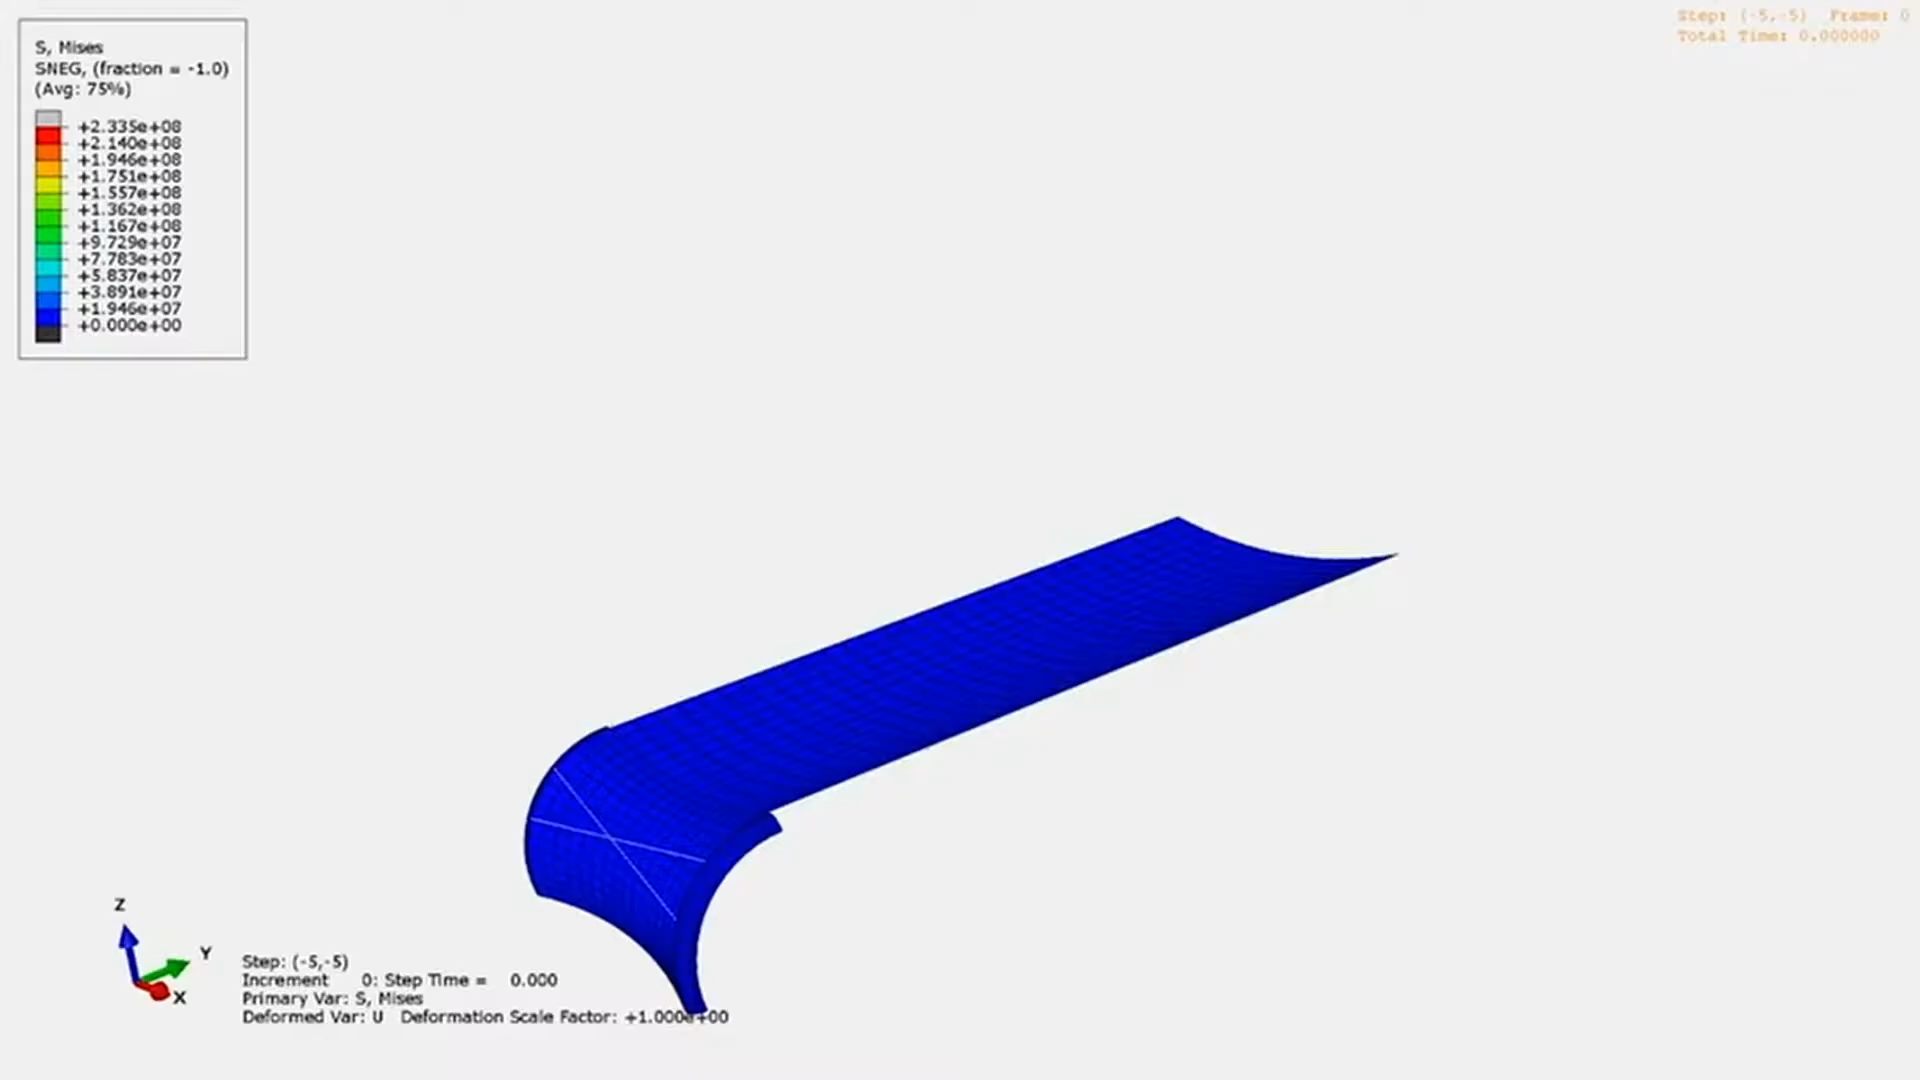 S, Mises
SNEG, (fraction = -1.0)
(Avg: 75%)
+2.335e+08
+2.140e+08
+1.946e+08
+1.751e+08
+1.557e+08
+1.362e+08
+1.167e+08
+9.729e+07
+7.783e+07
+5.837e+07
+3.891e+07
+1.946e+07
+0.000e+00
Step: (-5,-5) Frame: 0
Total Time: 0.000000
Z
Y
X
Step: (-5,-5)
Increment 0: Step Time = 0.000
Primary Var: S, Mises
Deformed Var: U Deformation Scale Factor: +1.000e+00